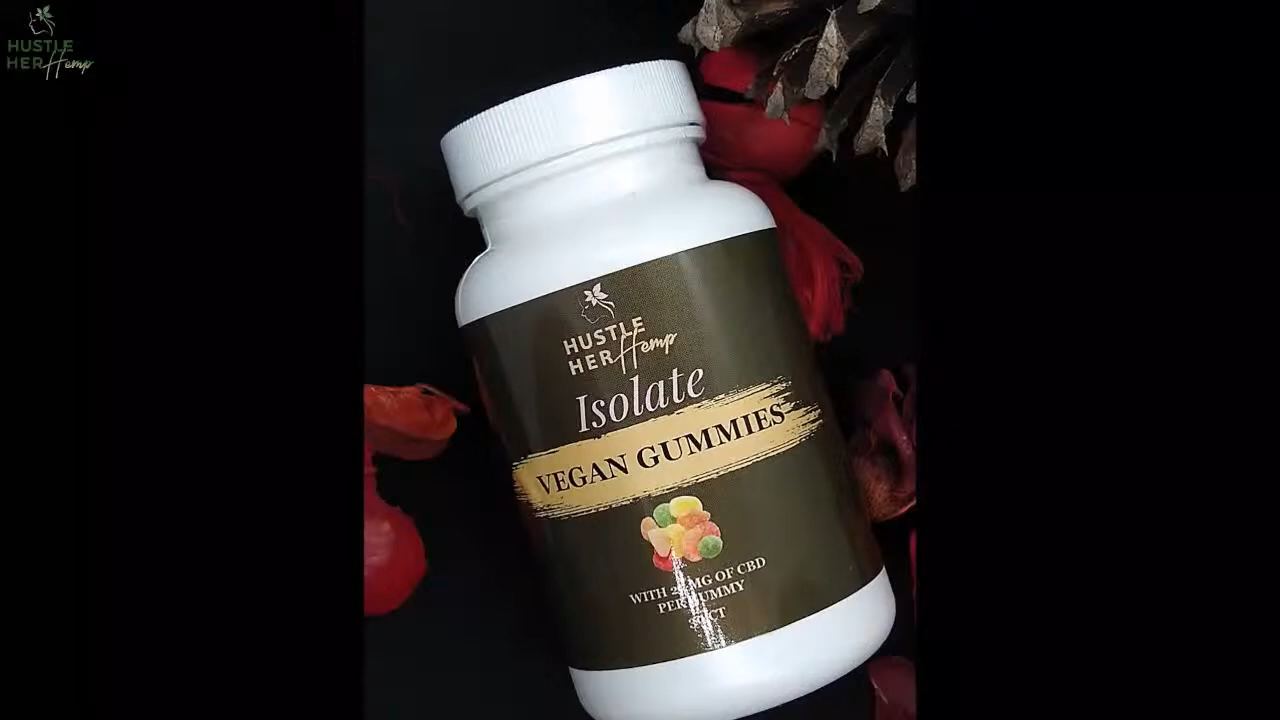 HUSTLE
HER Hemp
HUSTLE
HER Hemp
Isolate
VEGAN GUMMIES
WITH MG OF CBD
PER GUMMY